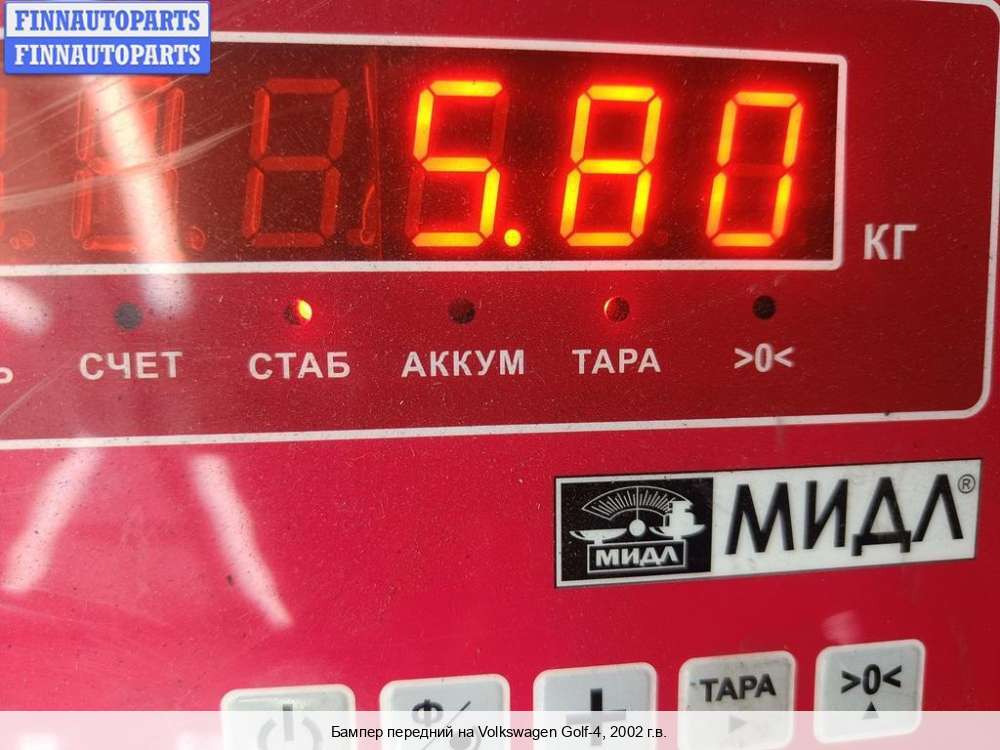 FINNAUTOPARTS
FINNAUTOPARTS
5.80
КГ
СЧЕТ СТАБ АККУМ ТАРА >0<
МИДЛ МИДЛ®
ТАРА >0<
Бампер передний на Volkswagen Golf-4, 2002 г.в.